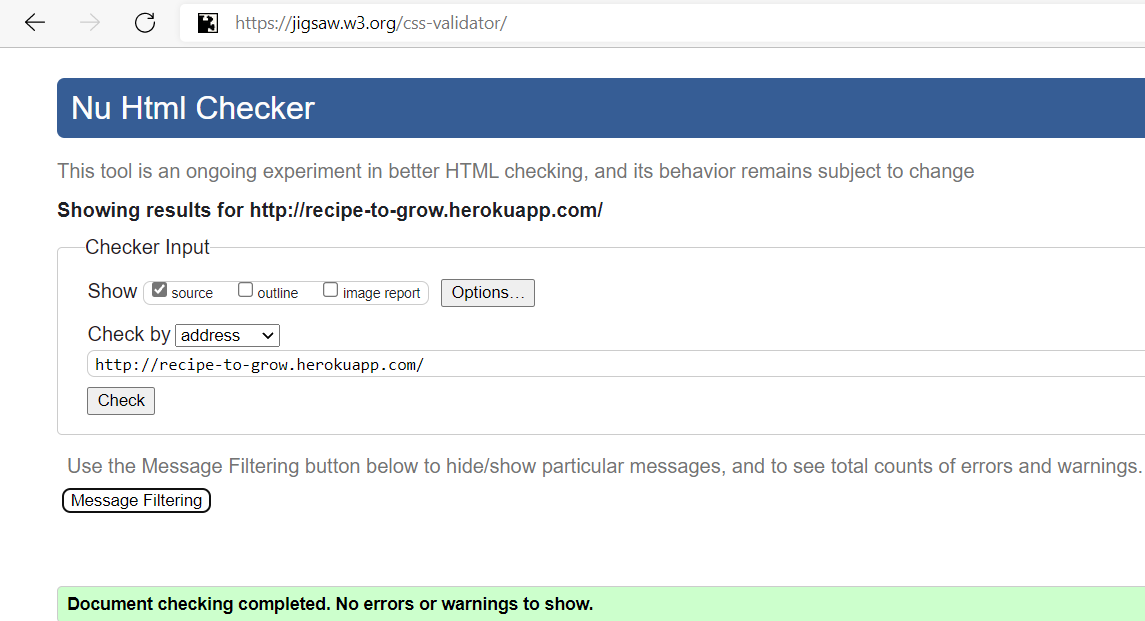 https://jigsaw.w3.org/css-validator/
Nu Html Checker
This tool is an ongoing experiment in better HTML checking, and its behavior remains subject to change
Showing results for http://recipe-to-grow.herokuapp.com/
Checker Input
Show source outline image report Options...
Check by address
http://recipe-to-grow.herokuapp.com/
Check
Use the Message Filtering button below to hide/show particular messages, and to see total counts of errors and warnings.
Message Filtering
Document checking completed. No errors or warnings to show.